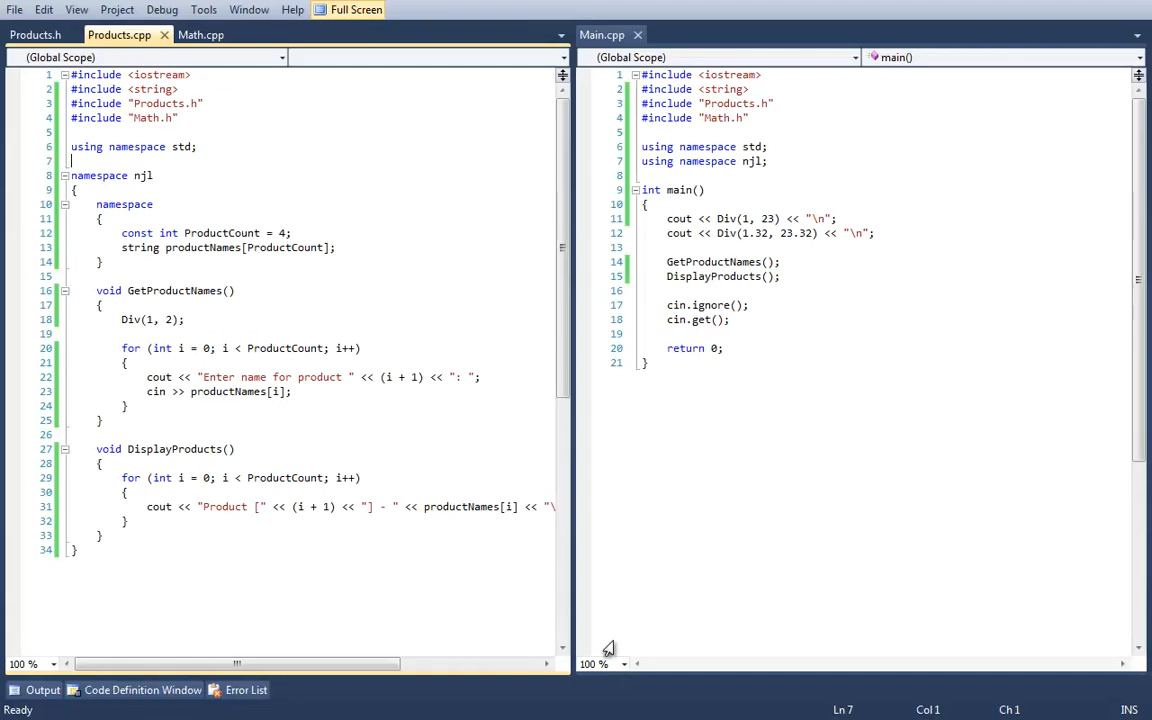 File Edit View Project Debug Tools Window Help Full Screen
Products.h Products.cpp Math.cpp
(Global Scope)
1 #include <iostream>
2 #include <string>
3 #include "Products.h"
4 #include "Math.h"
5
6 using namespace std;
7
8 namespace njl
9 {
10 namespace
11 {
12 const int ProductCount = 4;
13 string productNames[ProductCount];
14 }
15
16 void GetProductNames()
17 {
18 Div(1, 2);
19
20 for (int i = 0; i < ProductCount; i++)
21 {
22 cout << "Enter name for product " << (i + 1) << ": ";
23 cin >> productNames[i];
24 }
25 }
26
27 void DisplayProducts()
28 {
29 for (int i = 0; i < ProductCount; i++)
30 {
31 cout << "Product [" << (i + 1) << "] - " << productNames[i] << "\
32 }
33 }
34 }
100 %
Main.cpp
(Global Scope) main()
1 #include <iostream>
2 #include <string>
3 #include "Products.h"
4 #include "Math.h"
5
6 using namespace std;
7 using namespace njl;
8
9 int main()
10 {
11 cout << Div(1, 23) << "\n";
12 cout << Div(1.32, 23.32) << "\n";
13
14 GetProductNames();
15 DisplayProducts();
16
17 cin.ignore();
18 cin.get();
19
20 return 0;
21 }
100 %
Output Code Definition Window Error List
Ready Ln 7 Col 1 Ch 1 INS